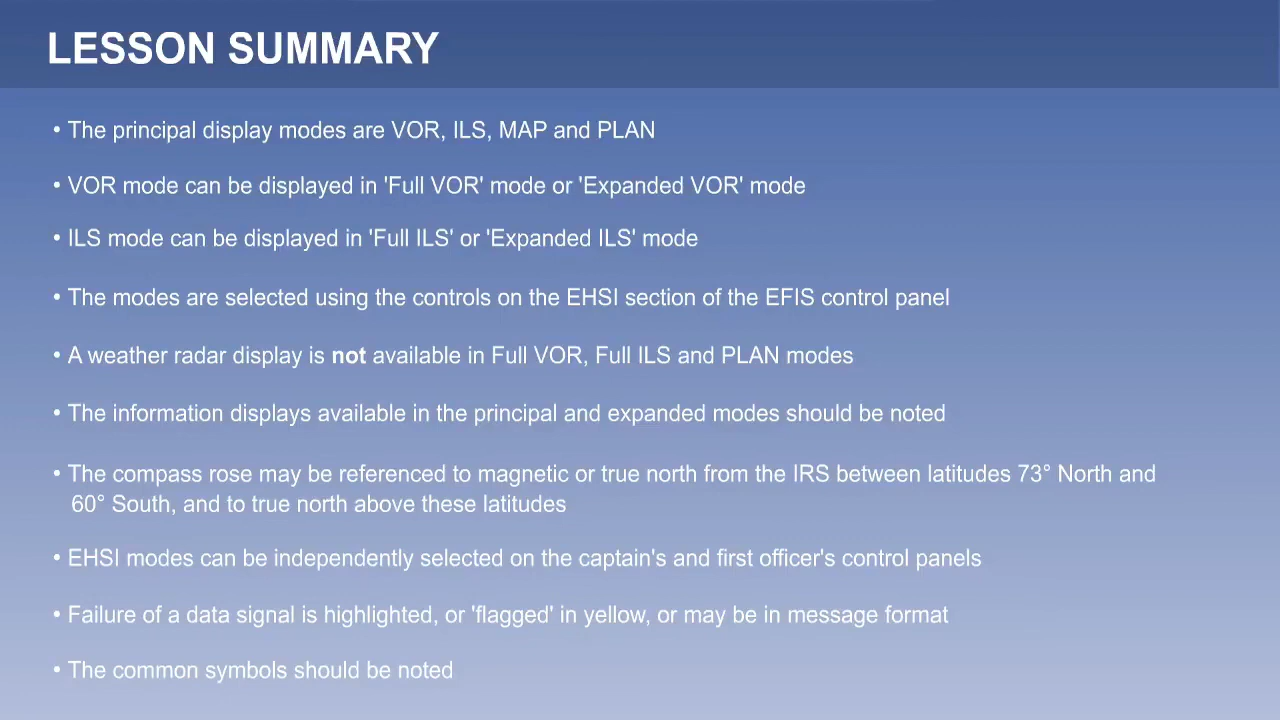 LESSON SUMMARY
• The principal display modes are VOR, ILS, MAP and PLAN
• VOR mode can be displayed in 'Full VOR' mode or 'Expanded VOR' mode
• ILS mode can be displayed in 'Full ILS' or 'Expanded ILS' mode
• The modes are selected using the controls on the EHSI section of the EFIS control panel
• A weather radar display is not available in Full VOR, Full ILS and PLAN modes
• The information displays available in the principal and expanded modes should be noted
• The compass rose may be referenced to magnetic or true north from the IRS between latitudes 73° North and
60° South, and to true north above these latitudes
• EHSI modes can be independently selected on the captain's and first officer's control panels
• Failure of a data signal is highlighted, or 'flagged' in yellow, or may be in message format
• The common symbols should be noted